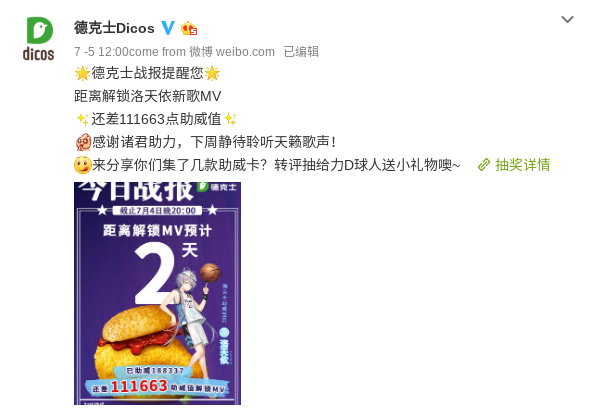 德克士Dicos
dicos
7 -5 12:00come from 微博 weibo.com 已编辑
德克士战报提醒您
距离解锁洛天依新歌MV
还差111663点助威值
感谢诸君助力，下周静待聆听天籁歌声！
来分享你们集了几款助威卡？转评抽给力D球人送小礼物噢~ 抽奖详情
今日战报
德克士
截止7月4日晚20:00
距离解锁MV预计
2天
洛天依
已助威188337
还差111663助威值解锁MV